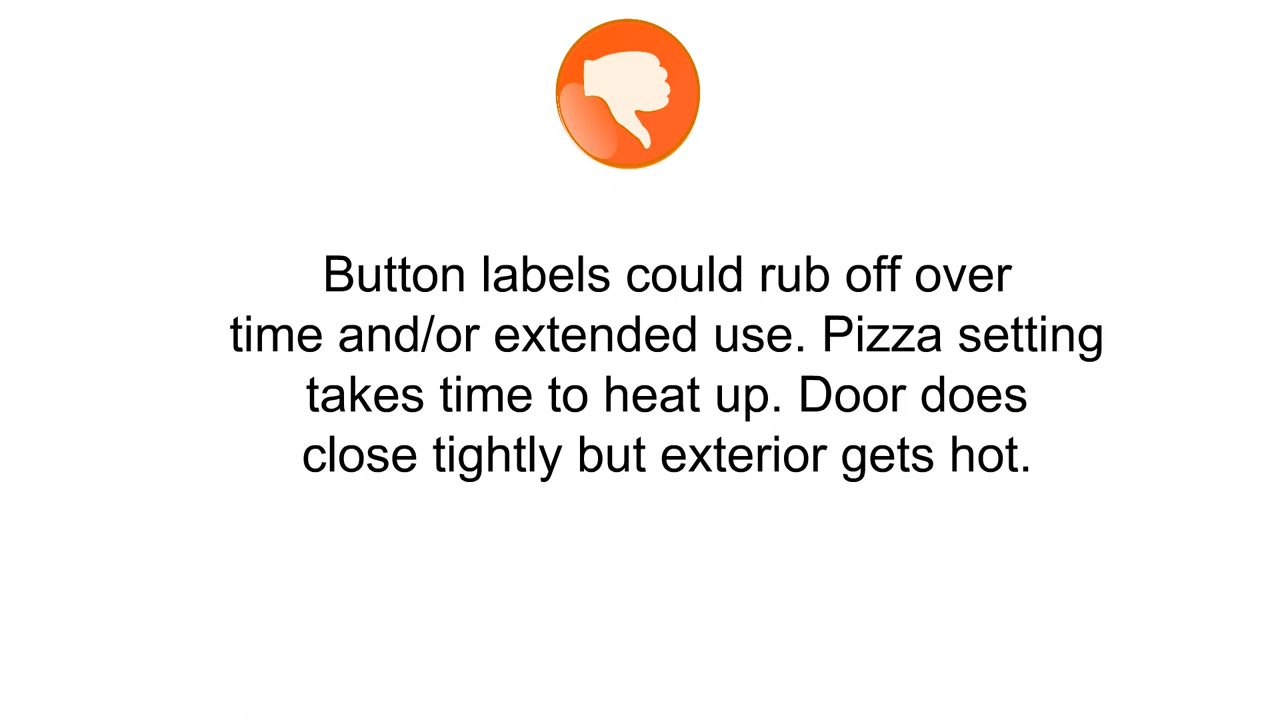 Button labels could rub off over
time and/or extended use. Pizza setting
takes time to heat up. Door does
close tightly but exterior gets hot.